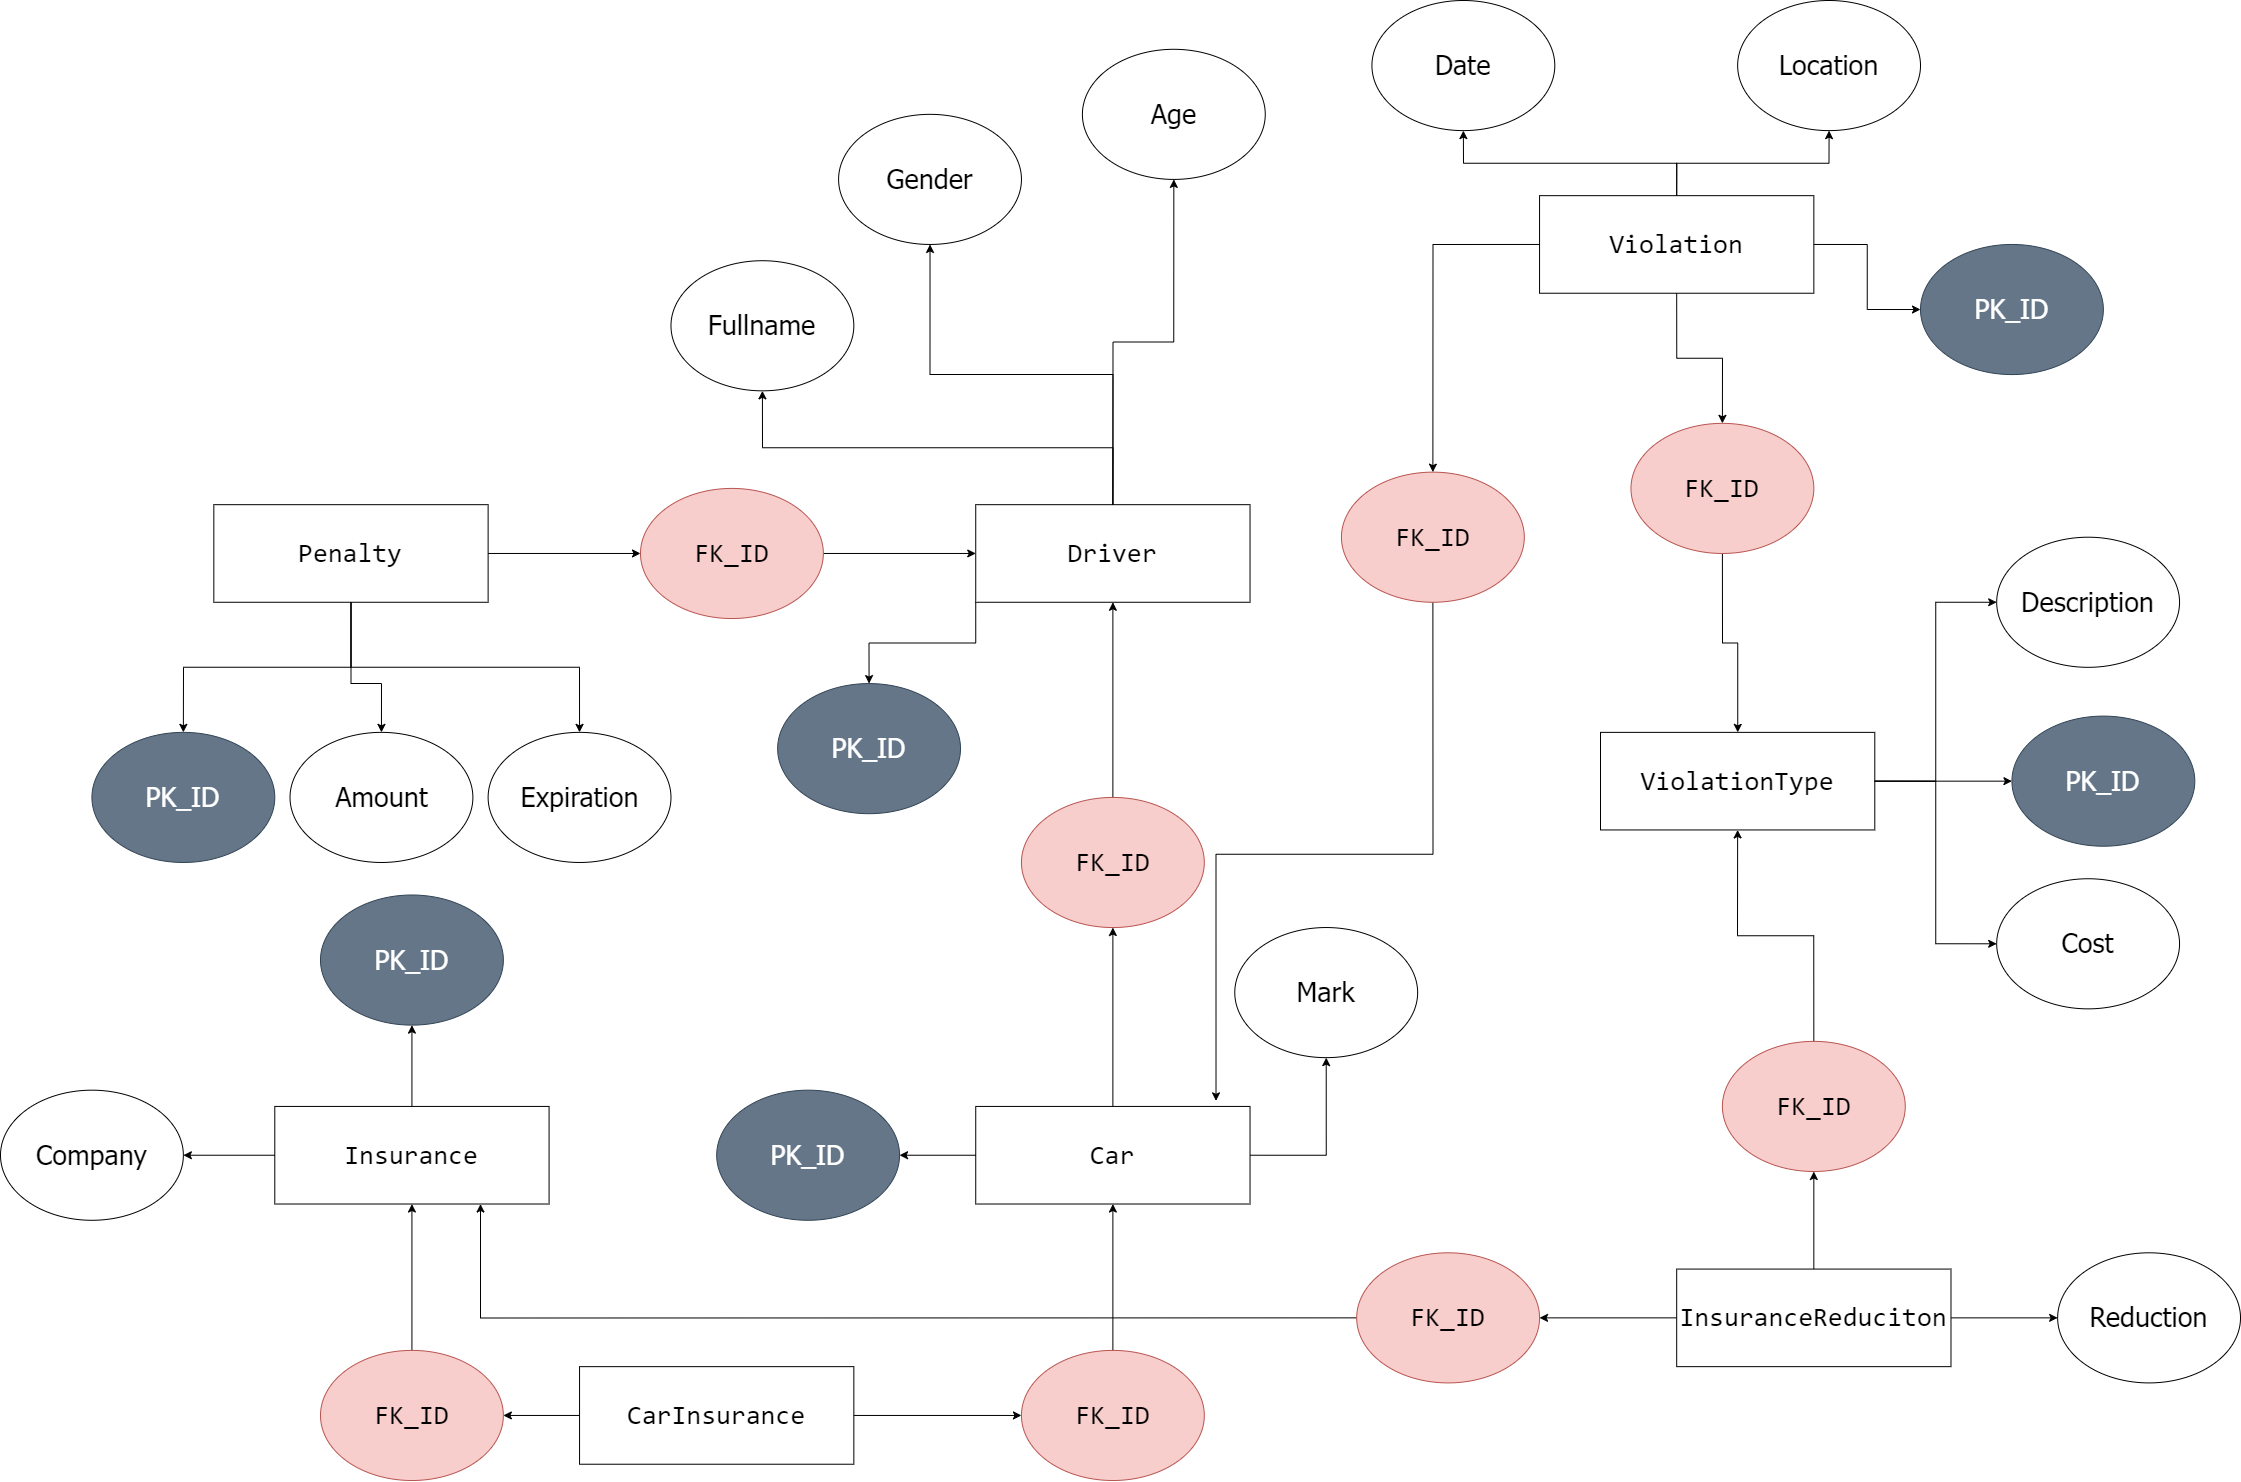 Date
Location
Age
Gender
Violation
PK_ID
Fullname
FK_ID
Penalty
FK_ID
Driver
FK_ID
Description
PK_ID
ViolationType
PK_ID
PK_ID
Amount
Expiration
FK_ID
Cost
PK_ID
Mark
FK_ID
Company
Insurance
PK_ID
Car
FK_ID
InsuranceReduciton
Reduction
FK_ID
CarInsurance
FK_ID